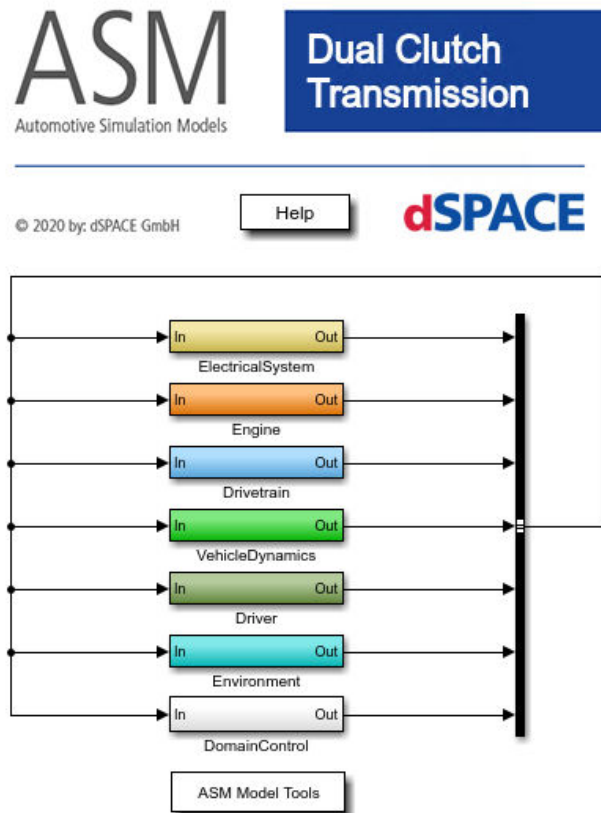 ASM
Automotive Simulation Models
Dual Clutch
Transmission
© 2020 by: dSPACE GmbH
Help
dSPACE
In Out
ElectricalSystem
In Out
Engine
In Out
Drivetrain
In Out
VehicleDynamics
In Out
Driver
In Out
Environment
In Out
DomainControl
ASM Model Tools